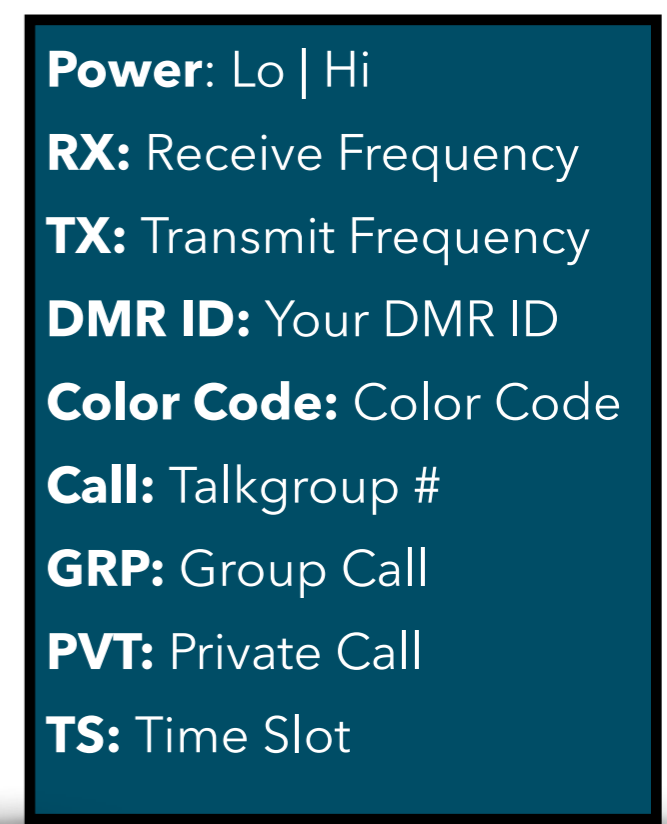 Power: Lo | Hi
RX: Receive Frequency
TX: Transmit Frequency
DMR ID: Your DMR ID
Color Code: Color Code
Call: Talkgroup #
GRP: Group Call
PVT: Private Call
TS: Time Slot